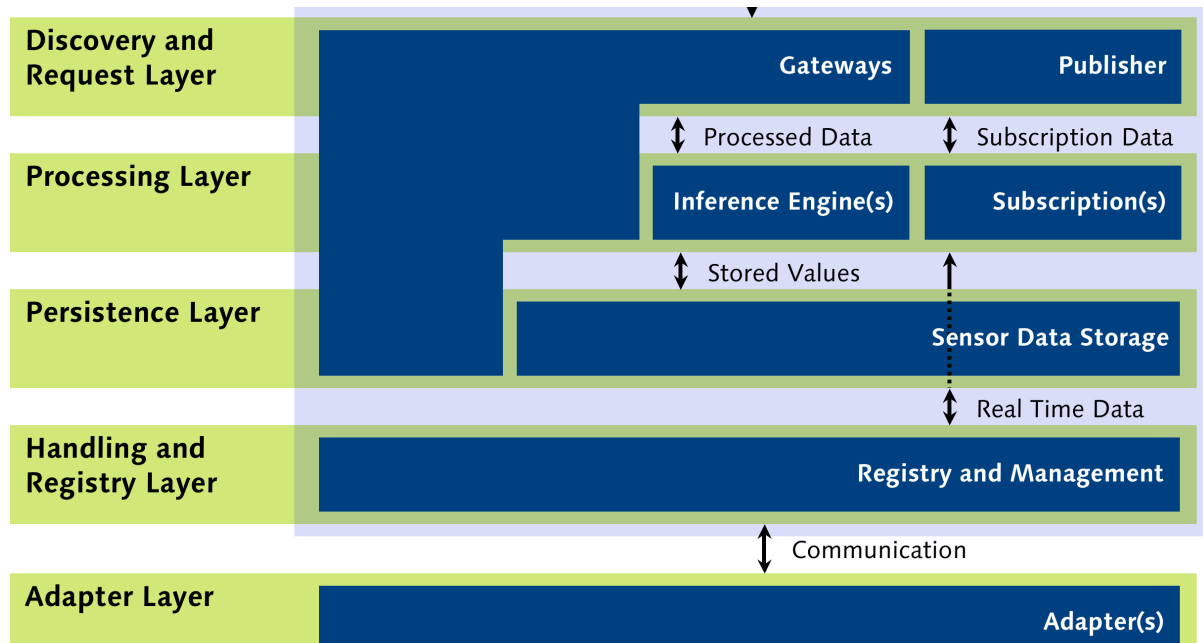 Discovery and
Request Layer
Gateways
Publisher
Processed Data
Subscription Data
Processing Layer
Inference Engine(s)
Subscription(s)
Stored Values
Persistence Layer
Sensor Data Storage
Real Time Data
Handling and
Registry Layer
Registry and Management
Communication
Adapter Layer
Adapter(s)